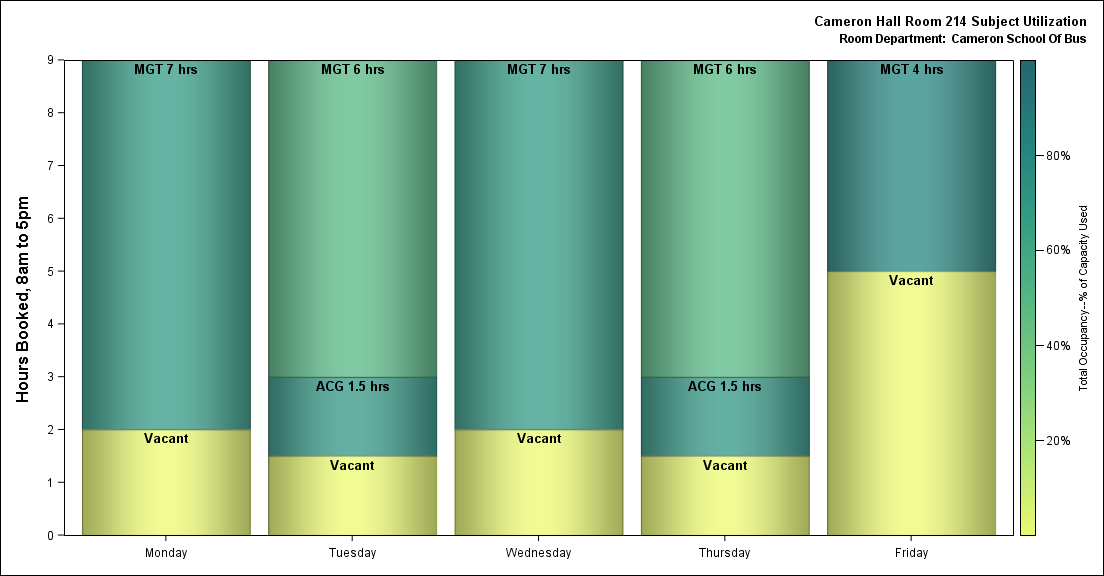 Cameron Hall Room 214 Subject Utilization
Room Department: Cameron School Of Bus
Hours Booked, 8am to 5pm
9
8
7
6
5
4
3
2
1
0
MGT 7 hrs
Vacant
MGT 6 hrs
ACG 1.5 hrs
Vacant
MGT 7 hrs
Vacant
MGT 6 hrs
ACG 1.5 hrs
Vacant
MGT 4 hrs
Vacant
Monday
Tuesday
Wednesday
Thursday
Friday
80%
60%
40%
20%
Total Occupancy--% of Capacity Used